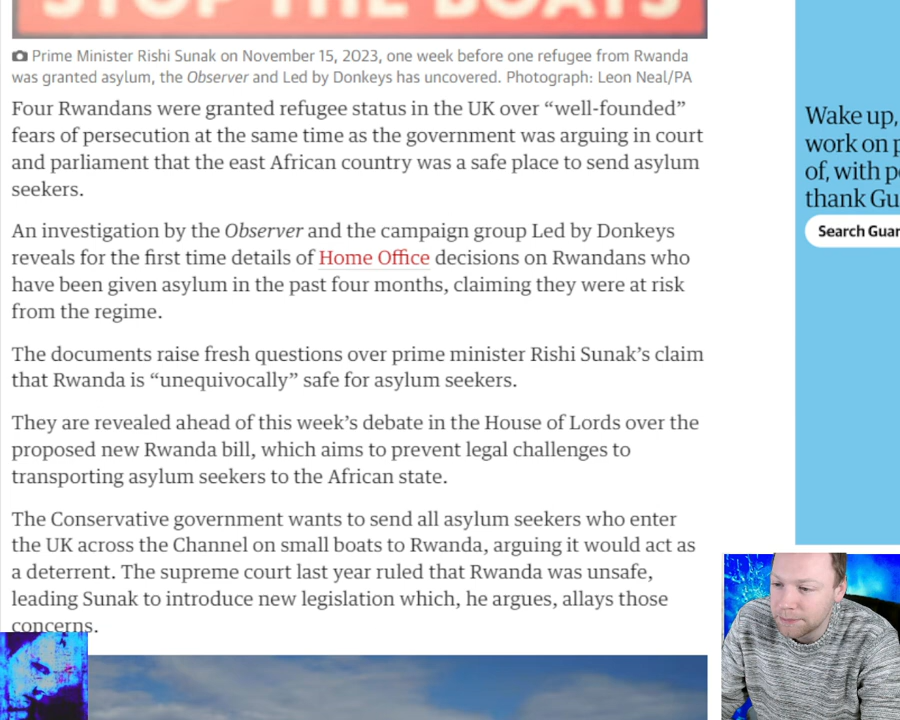 STOP THE BOATS
Prime Minister Rishi Sunak on November 15, 2023, one week before one refugee from Rwanda
was granted asylum, the Observer and Led by Donkeys has uncovered. Photograph: Leon Neal/PA
Four Rwandans were granted refugee status in the UK over “well-founded”
fears of persecution at the same time as the government was arguing in court
and parliament that the east African country was a safe place to send asylum
seekers.
An investigation by the Observer and the campaign group Led by Donkeys
reveals for the first time details of Home Office decisions on Rwandans who
have been given asylum in the past four months, claiming they were at risk
from the regime.
The documents raise fresh questions over prime minister Rishi Sunak’s claim
that Rwanda is “unequivocally” safe for asylum seekers.
They are revealed ahead of this week’s debate in the House of Lords over the
proposed new Rwanda bill, which aims to prevent legal challenges to
transporting asylum seekers to the African state.
The Conservative government wants to send all asylum seekers who enter
the UK across the Channel on small boats to Rwanda, arguing it would act as
a deterrent. The supreme court last year ruled that Rwanda was unsafe,
leading Sunak to introduce new legislation which, he argues, allays those
concerns.
Wake up,
work on
of, with
thank
Search